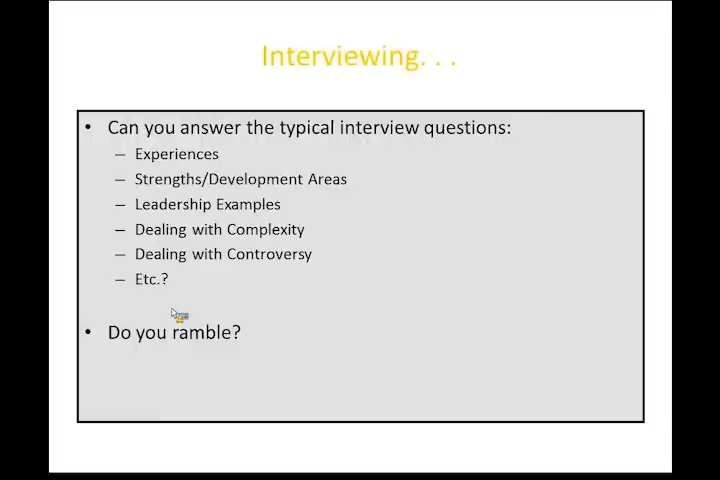 Interviewing. . .
• Can you answer the typical interview questions:
– Experiences
– Strengths/Development Areas
– Leadership Examples
– Dealing with Complexity
– Dealing with Controversy
– Etc.?
• Do you ramble?